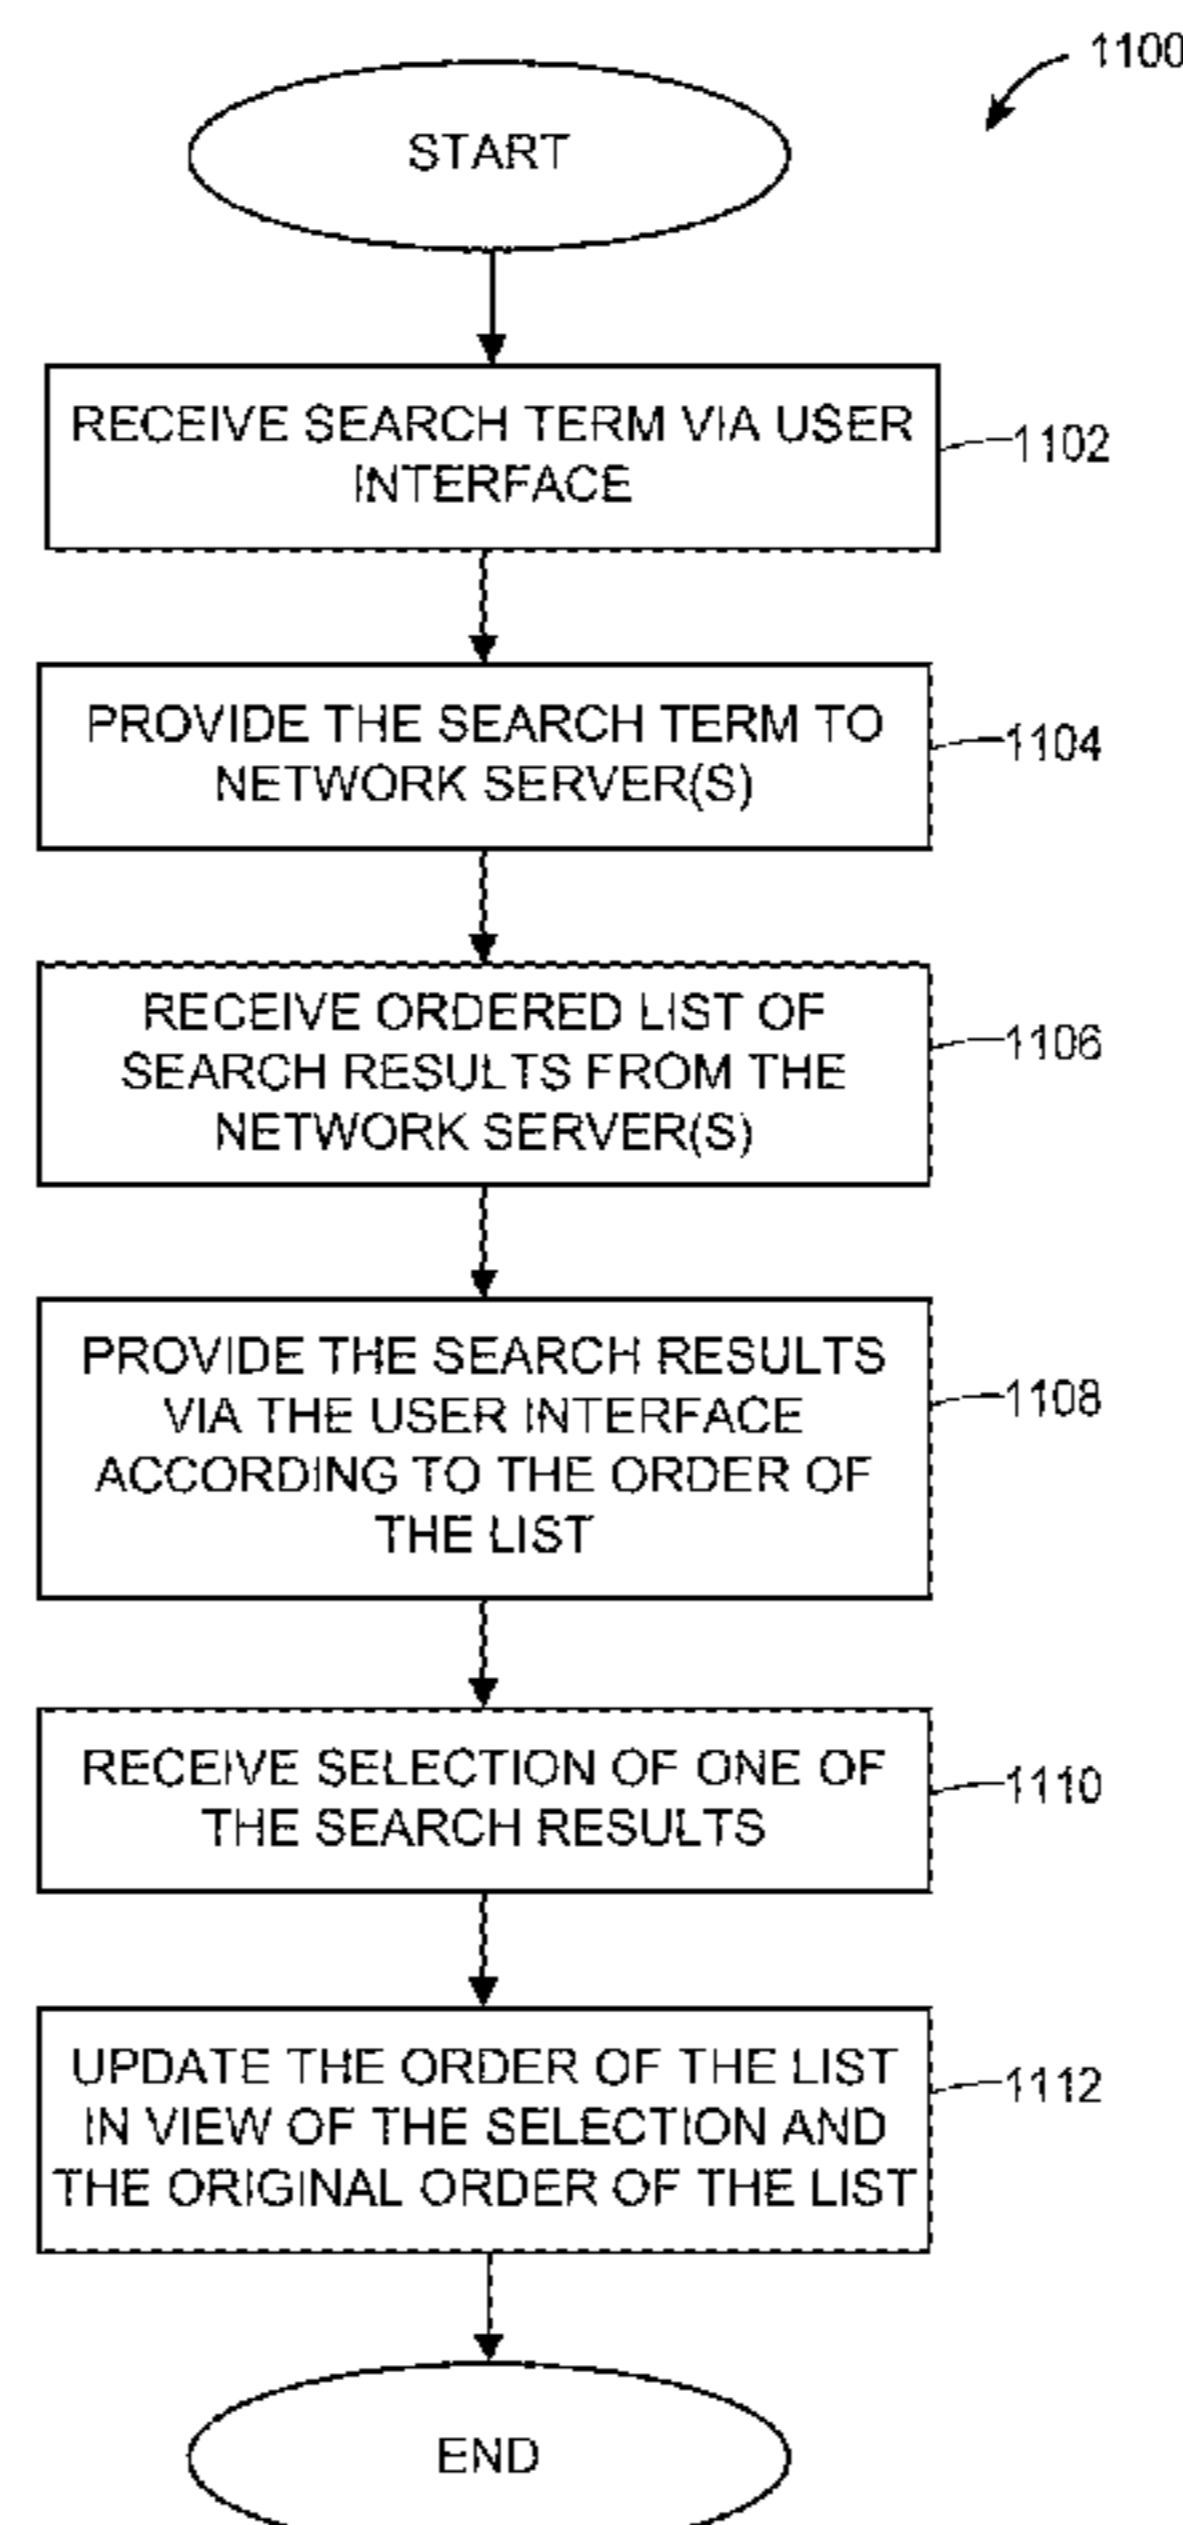 1100
START
RECEIVE SEARCH TERM VIA USER
INTERFACE
1102
PROVIDE THE SEARCH TERM TO
NETWORK SERVER(S)
1104
RECEIVE ORDERED LIST OF
SEARCH RESULTS FROM THE
NETWORK SERVER(S)
1106
PROVIDE THE SEARCH RESULTS
VIA THE USER INTERFACE
ACCORDING TO THE ORDER OF
THE LIST
1108
RECEIVE SELECTION OF ONE OF
THE SEARCH RESULTS
1110
UPDATE THE ORDER OF THE LIST
IN VIEW OF THE SELECTION AND
THE ORIGINAL ORDER OF THE LIST
1112
END